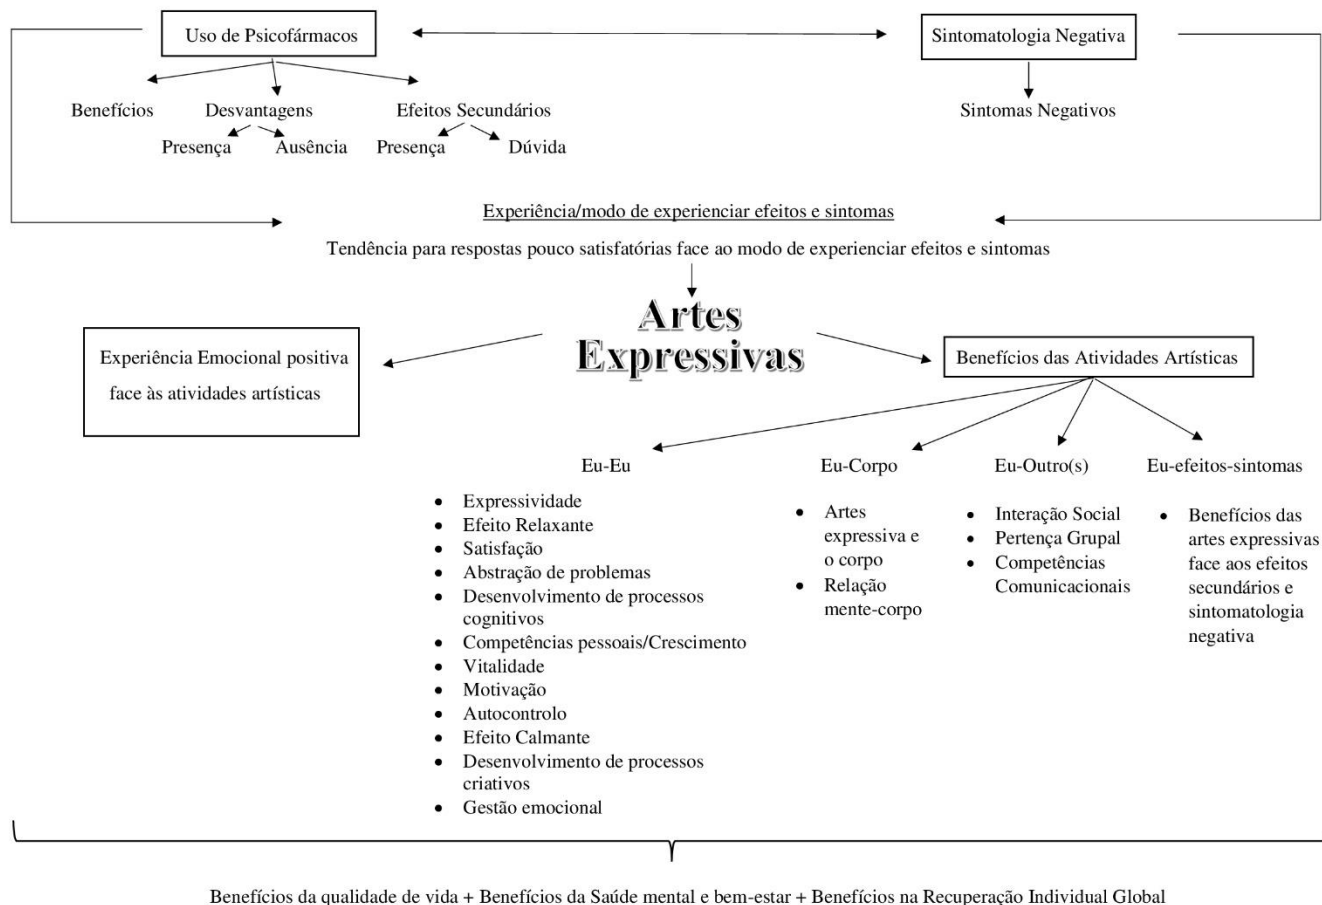 Uso de Psicofármacos
Sintomatologia Negativa
Benefícios
Desvantagens
Efeitos Secundários
Sintomas Negativos
Presença
Ausência
Presença
Dúvida
Experiência/modo de experienciar efeitos e sintomas
Tendência para respostas pouco satisfatórias face ao modo de experienciar efeitos e sintomas
Artes
Expressivas
Experiência Emocional positiva
face às atividades artísticas
Benefícios das Atividades Artísticas
Eu-Eu
• Expressividade
• Efeito Relaxante
• Satisfação
• Abstração de problemas
• Desenvolvimento de processos
cognitivos
• Competências pessoais/Crescimento
• Vitalidade
• Motivação
• Autocontrolo
• Efeito Calmante
• Desenvolvimento de processos
criativos
• Gestão emocional
Eu-Corpo
• Artes
expressiva e
o corpo
• Relação
mente-corpo
Eu-Outro(s)
• Interação Social
• Pertença Grupal
• Competências
Comunicacionais
Eu-efeitos-sintomas
• Benefícios das
artes expressivas
face aos efeitos
secundários e
sintomatologia
negativa
Benefícios da qualidade de vida + Benefícios da Saúde mental e bem-estar + Benefícios na Recuperação Individual Global